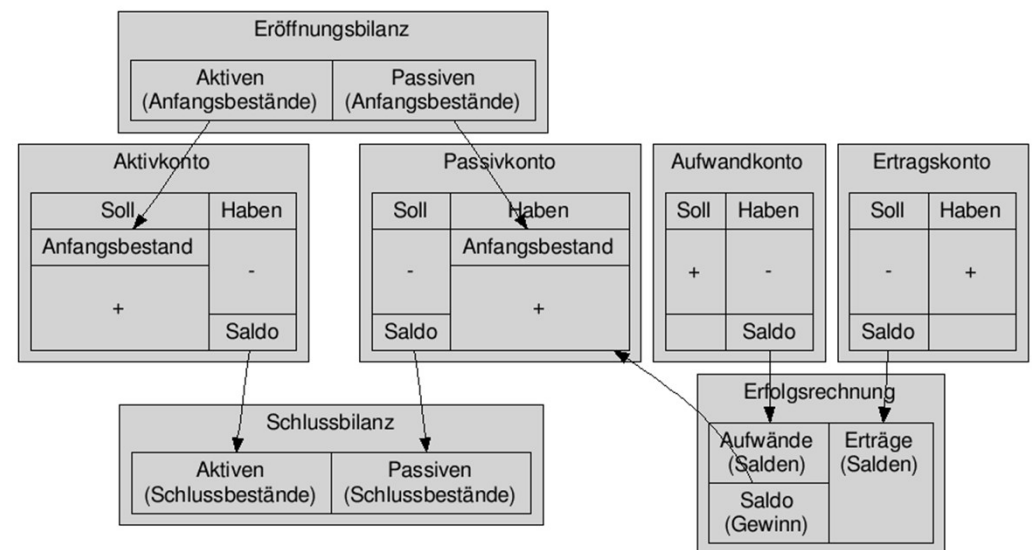 Eröffnungsbilanz
Aktiven
(Anfangsbestände)
Passiven
(Anfangsbestände)
Aktivkonto
Soll
Haben
Anfangsbestand
-
+
Saldo
Passivkonto
Soll
Haben
-
Anfangsbestand
+
Saldo
Aufwandkonto
Soll
Haben
+
-
Saldo
Ertragskonto
Soll
Haben
-
+
Saldo
Schlussbilanz
Aktiven
(Schlussbestände)
Passiven
(Schlussbestände)
Erfolgsrechnung
Aufwände
(Salden)
Erträge
(Salden)
Saldo
(Gewinn)